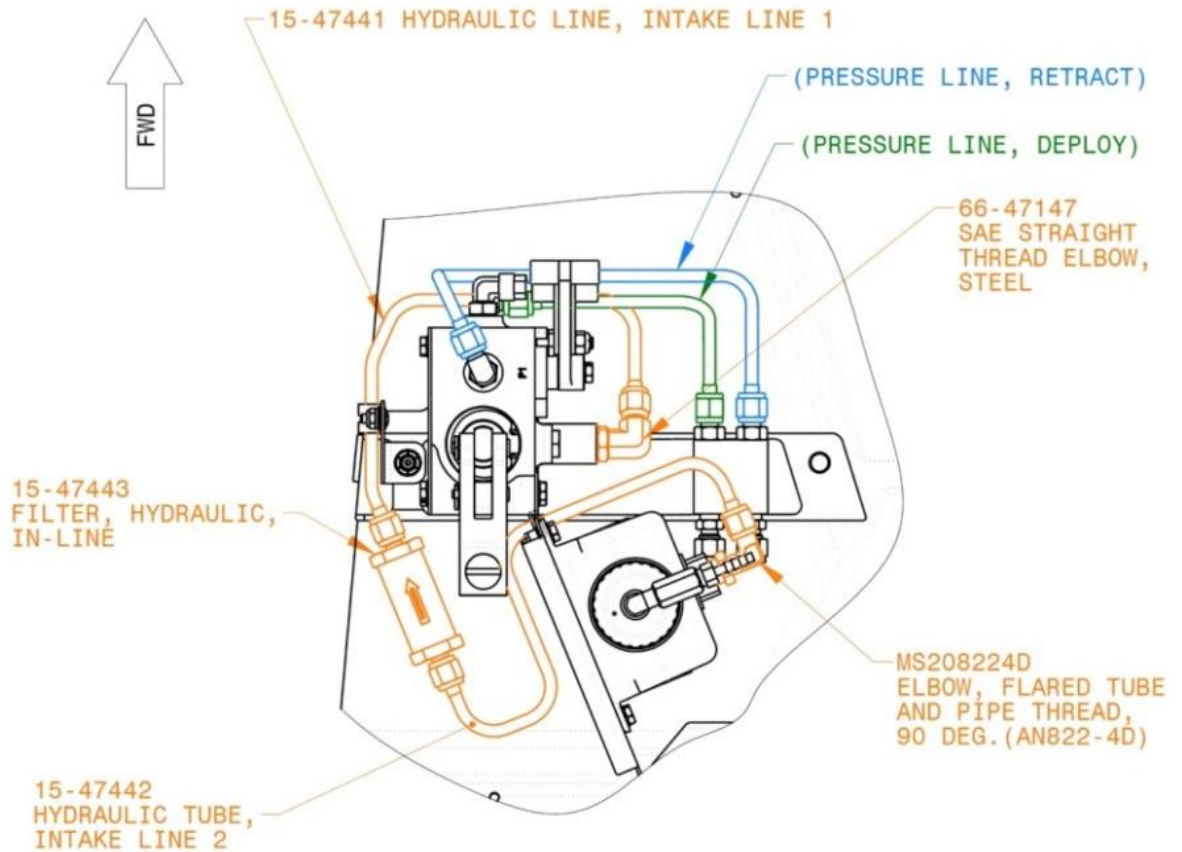 15-47441 HYDRAULIC LINE, INTAKE LINE 1
FWD
(PRESSURE LINE, RETRACT)
(PRESSURE LINE, DEPLOY)
66-47147
SAE STRAIGHT
THREAD ELBOW,
STEEL
P1
15-47443
FILTER, HYDRAULIC,
IN-LINE
MS208224D
ELBOW, FLARED TUBE
AND PIPE THREAD,
90 DEG.(AN822-4D)
15-47442
HYDRAULIC TUBE,
INTAKE LINE 2